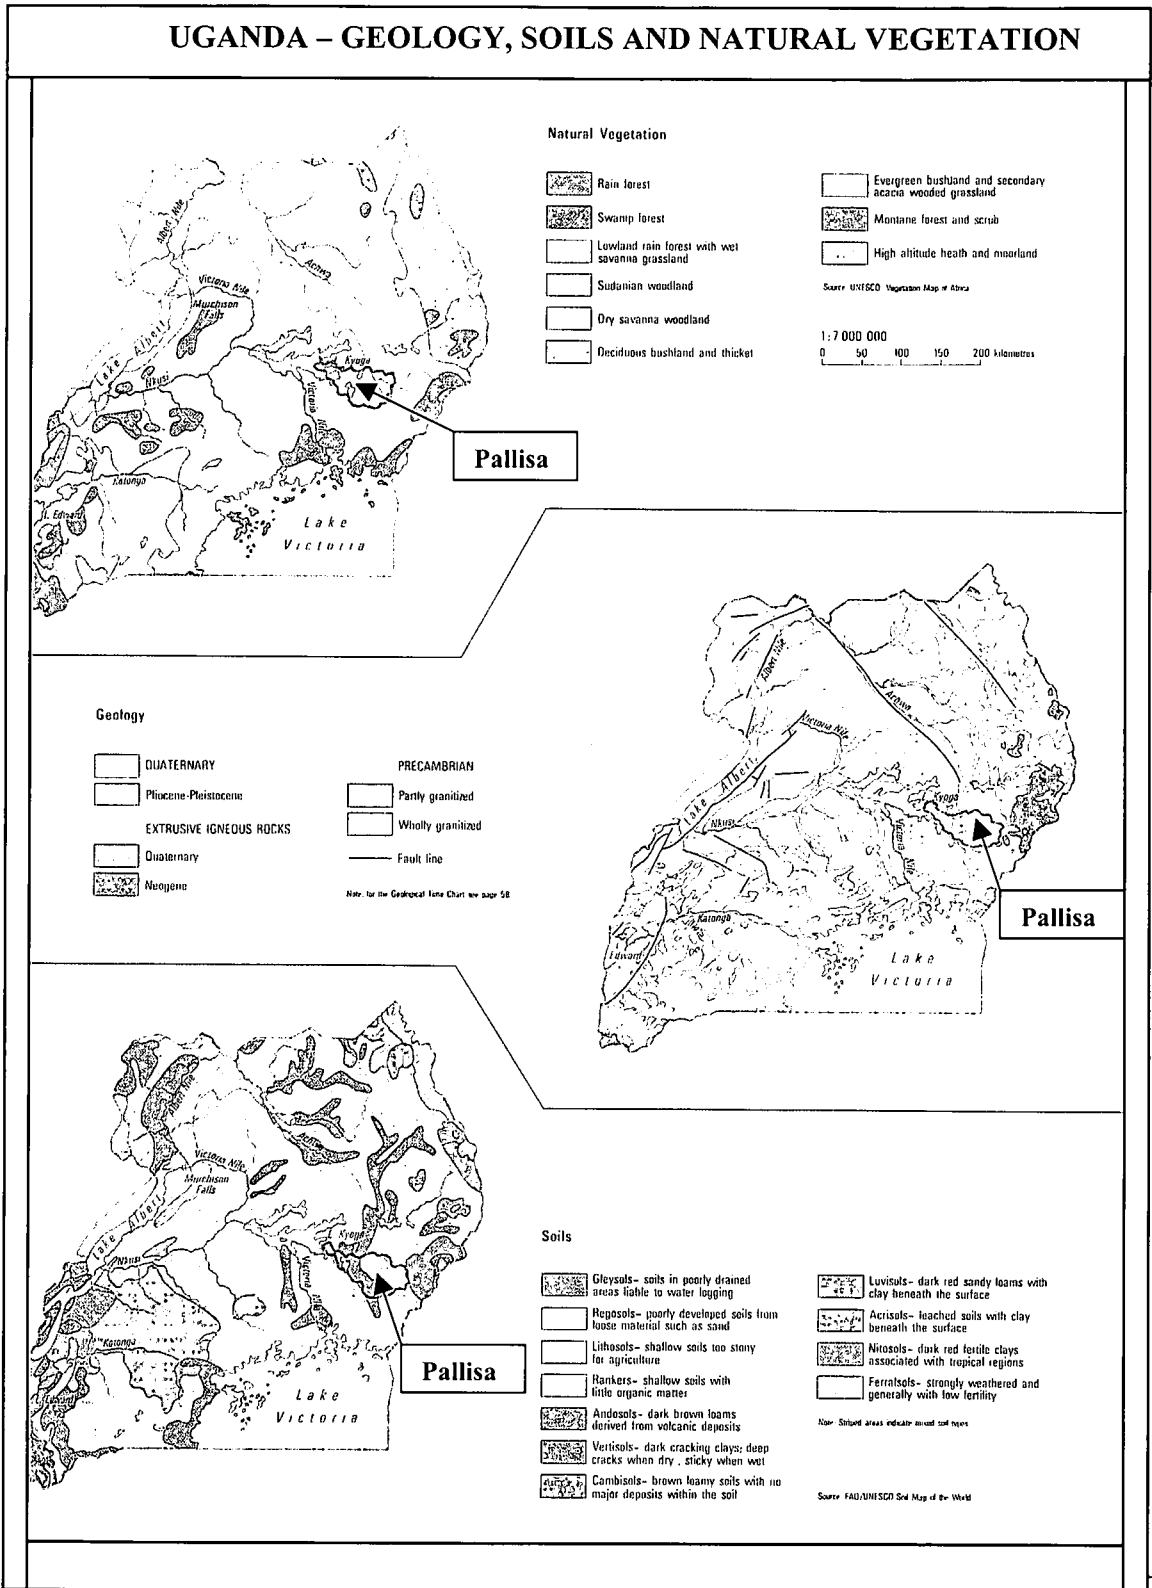 UGANDA – GEOLOGY, SOILS AND NATURAL VEGETATION
Natural Vegetation
Rain forest
Swamp forest
Lowland rain forest with wet
savanna grassland
Sudanian woodland
Dry savanna woodland
Deciduous bushland and thicket
Evergreen bushland and secondary
acacia wooded grassland
Montane forest and scrub
High altitude heath and moorland
Source UNESCO Vegetation Map of Africa
1:7 000 000
0 50 100 150 200 kilometres
Albert Nile
Achwa
Victoria Nile
Murchison
Falls
Lake Albert
Nkusi
Kyoga
Victoria
Nile
Katonga
L. Edward
Lake
Victoria
Pallisa
Geology
QUATERNARY
Pliocene-Pleistocene
EXTRUSIVE IGNEOUS ROCKS
Quaternary
Neogene
PRECAMBRIAN
Partly granitized
Wholly granitized
Fault line
Note: for the Geological Time Chart see page 58
Albert Nile
Achwa
Victoria Nile
Lake Albert
Nkusi
L. Kyoga
Victoria
Nile
Katonga
Edward
Lake
Victoria
Pallisa
Albert Nile
Achwa
Victoria Nile
Murchison
Falls
Lake Albert
Nkusi
L. Kyoga
Victoria
Nile
Katonga
L. Edward
Lake
Victoria
Pallisa
Soils
Gleysols– soils in poorly drained
areas liable to water logging
Regosols– poorly developed soils from
loose material such as sand
Lithosols– shallow soils too stony
for agriculture
Rankers– shallow soils with
little organic matter
Andosols– dark brown loams
derived from volcanic deposits
Vertisols– dark cracking clays; deep
cracks when dry , sticky when wet
Cambisols– brown loamy soils with no
major deposits within the soil
Luvisols– dark red sandy loams with
clay beneath the surface
Acrisols– leached soils with clay
beneath the surface
Nitosols– dark red fertile clays
associated with tropical regions
Ferralsols– strongly weathered and
generally with low fertility
Note: Striped areas indicate mixed soil types
Source FAO/UNESCO Soil Map of the World